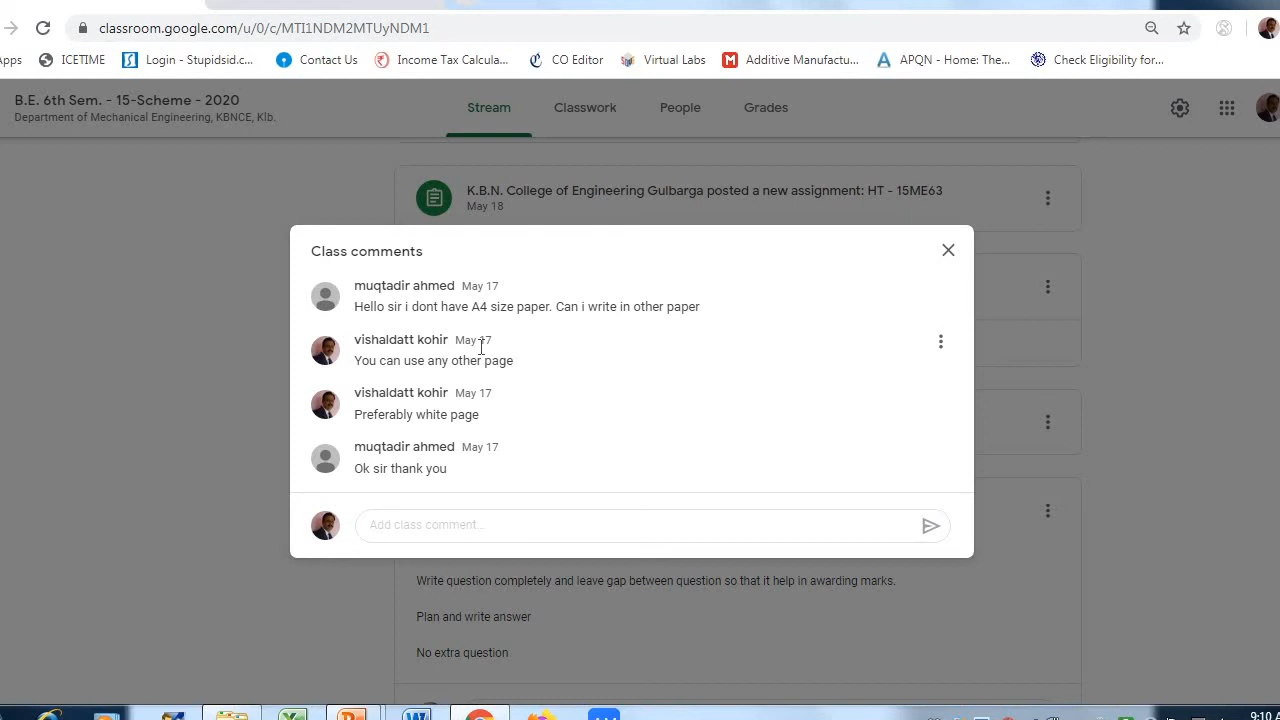 classroom.google.com/u/0/c/MTI1NDM2MTUyNDM1
Apps ICETIME Login - Stupidsid.c... Contact Us Income Tax Calcula... CO Editor Virtual Labs Additive Manufactu... APQN - Home: The... Check Eligibility for...
B.E. 6th Sem. - 15-Scheme - 2020
Department of Mechanical Engineering, KBNCE, Klb.
Stream Classwork People Grades
K.B.N. College of Engineering Gulbarga posted a new assignment: HT - 15ME63
May 18
Class comments
muqtadir ahmed May 17
Hello sir i dont have A4 size paper. Can i write in other paper
vishaldatt kohir May 17
You can use any other page
vishaldatt kohir May 17
Preferably white page
muqtadir ahmed May 17
Ok sir thank you
Add class comment...
Write question completely and leave gap between question so that it help in awarding marks.
Plan and write answer
No extra question
9:10 A